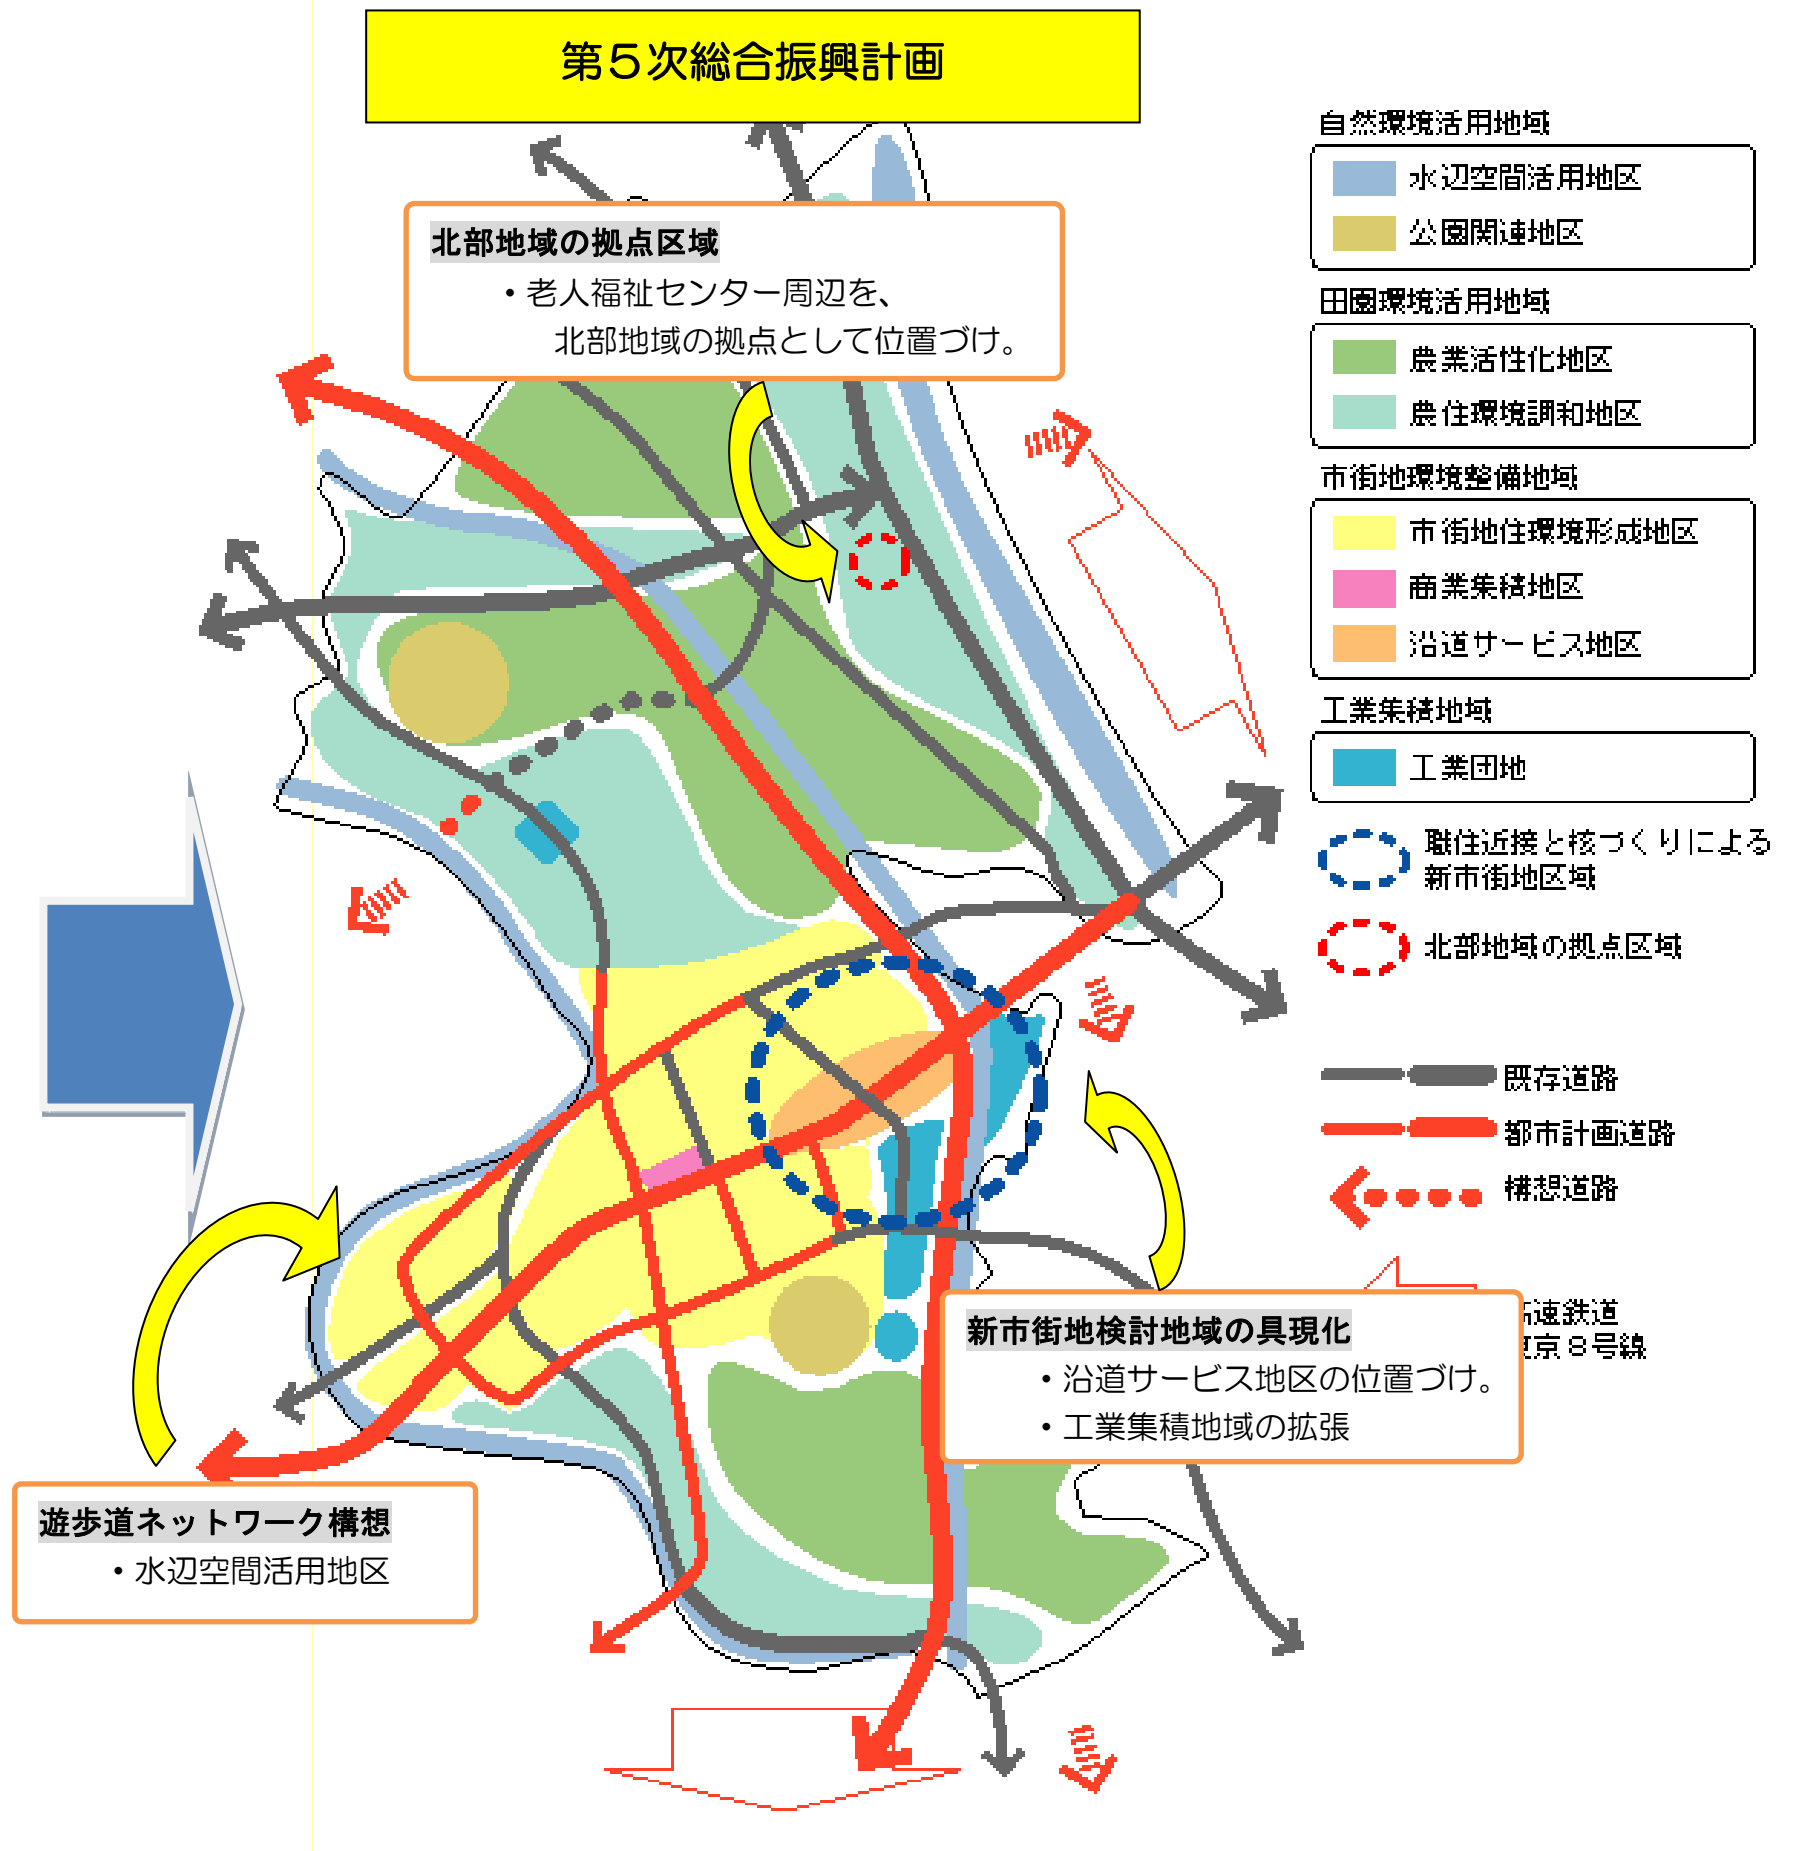 第５次総合振興計画
北部地域の拠点区域
・老人福祉センター周辺を、
北部地域の拠点として位置づけ。
自然環境活用地域
水辺空間活用地区
公園関連地区
田園環境活用地域
農業活性化地区
農住環境調和地区
市街地環境整備地域
市街地住環境形成地区
商業集積地区
沿道サービス地区
工業集積地域
工業団地
職住近接と核づくりによる
新市街地区域
北部地域の拠点区域
既存道路
都市計画道路
構想道路
高速鉄道
東京８号線
新市街地検討地域の具現化
・沿道サービス地区の位置づけ。
・工業集積地域の拡張
遊歩道ネットワーク構想
・水辺空間活用地区